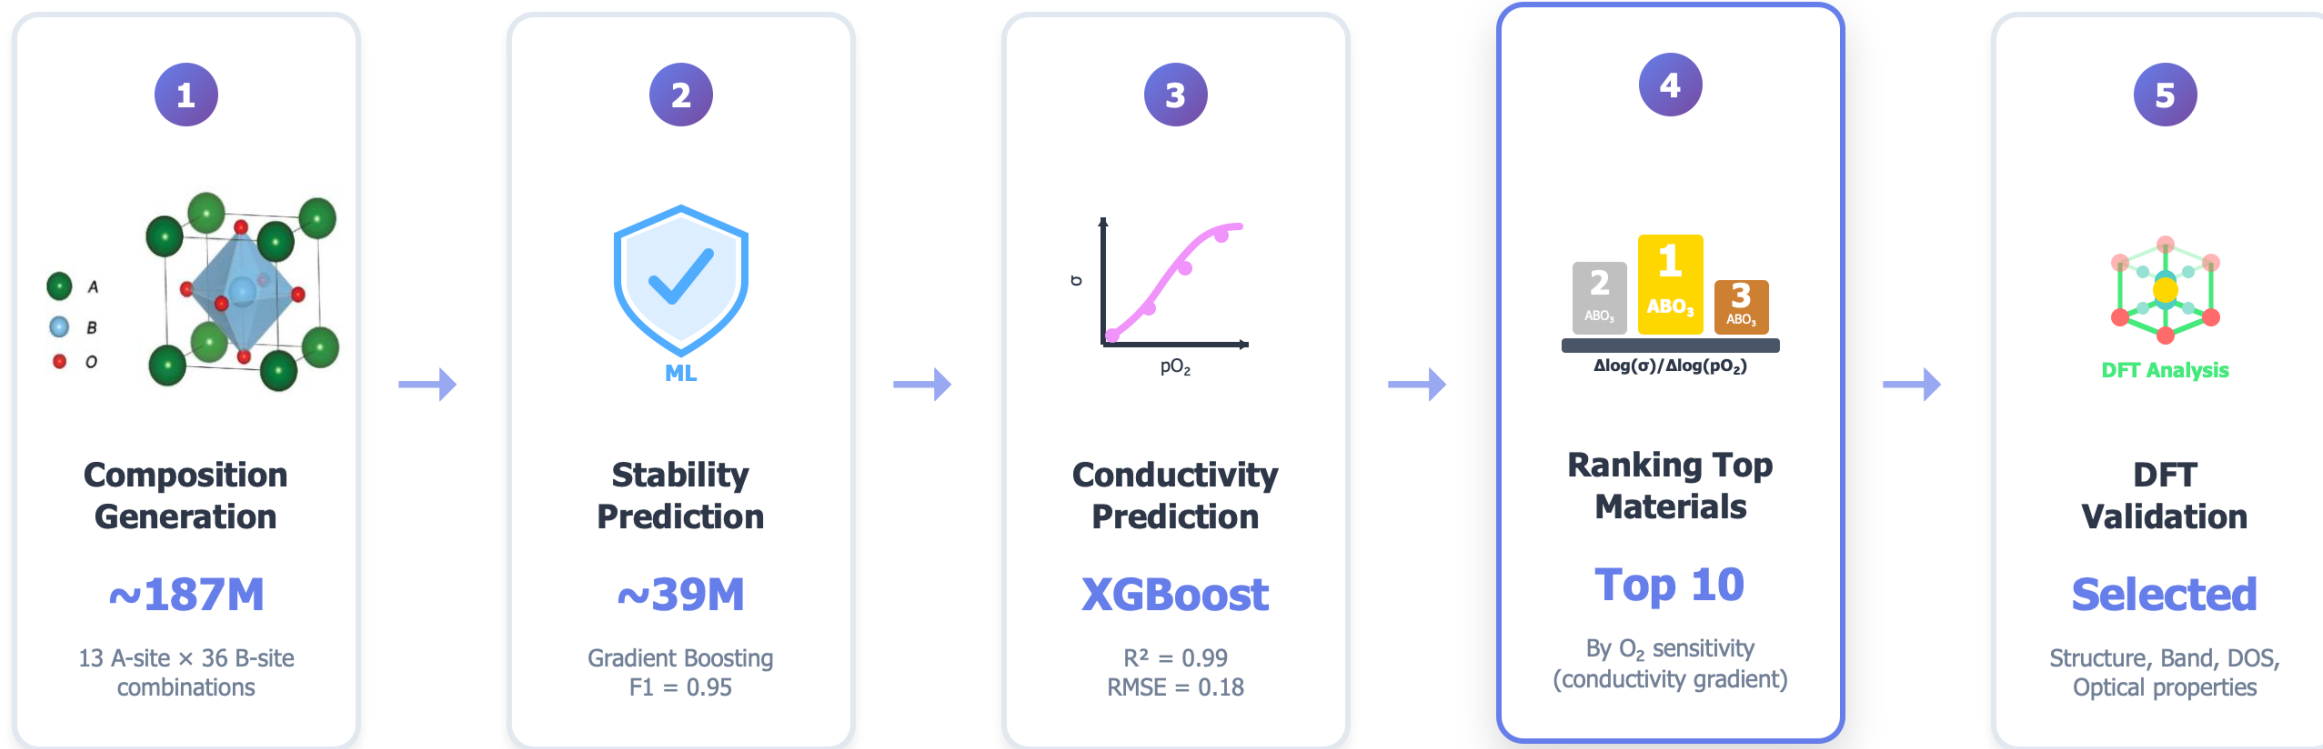 1
A
B
O
Composition
Generation
~187M
13 A-site × 36 B-site
combinations
2
ML
Stability
Prediction
~39M
Gradient Boosting
F1 = 0.95
3
σ
pO₂
Conductivity
Prediction
XGBoost
R² = 0.99
RMSE = 0.18
4
2
ABO₃
1
ABO₃
3
ABO₃
Δlog(σ)/Δlog(pO₂)
Ranking Top
Materials
Top 10
By O₂ sensitivity
(conductivity gradient)
5
DFT Analysis
DFT
Validation
Selected
Structure, Band, DOS,
Optical properties